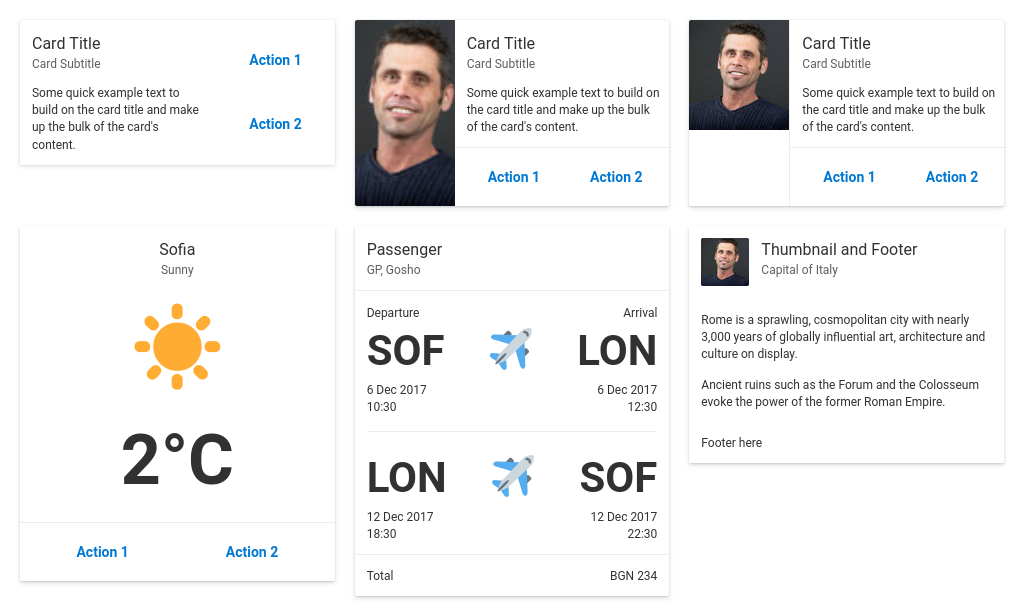 Card Title
Card Subtitle
Some quick example text to
build on the card title and make
up the bulk of the card's
content.
Action 1
Action 2
Card Title
Card Subtitle
Some quick example text to build on
the card title and make up the bulk
of the card's content.
Action 1
Action 2
Card Title
Card Subtitle
Some quick example text to build on
the card title and make up the bulk
of the card's content.
Action 1
Action 2
Sofia
Sunny
2°C
Action 1
Action 2
Passenger
GP, Gosho
Departure Arrival
SOF LON
6 Dec 2017 6 Dec 2017
10:30 12:30
LON SOF
12 Dec 2017 12 Dec 2017
18:30 22:30
Total BGN 234
Thumbnail and Footer
Capital of Italy
Rome is a sprawling, cosmopolitan city with nearly
3,000 years of globally influential art, architecture and
culture on display.
Ancient ruins such as the Forum and the Colosseum
evoke the power of the former Roman Empire.
Footer here